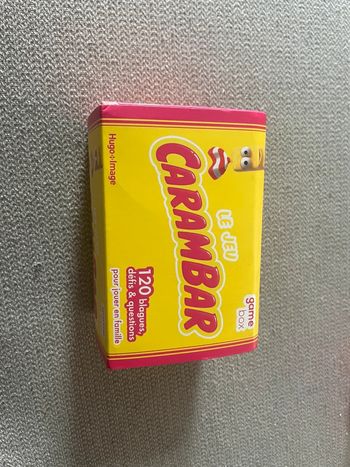 game
box
LE JEU
CARAMBAR
120 blagues,
défis & questions
pour jouer en famille
Hugo+Image